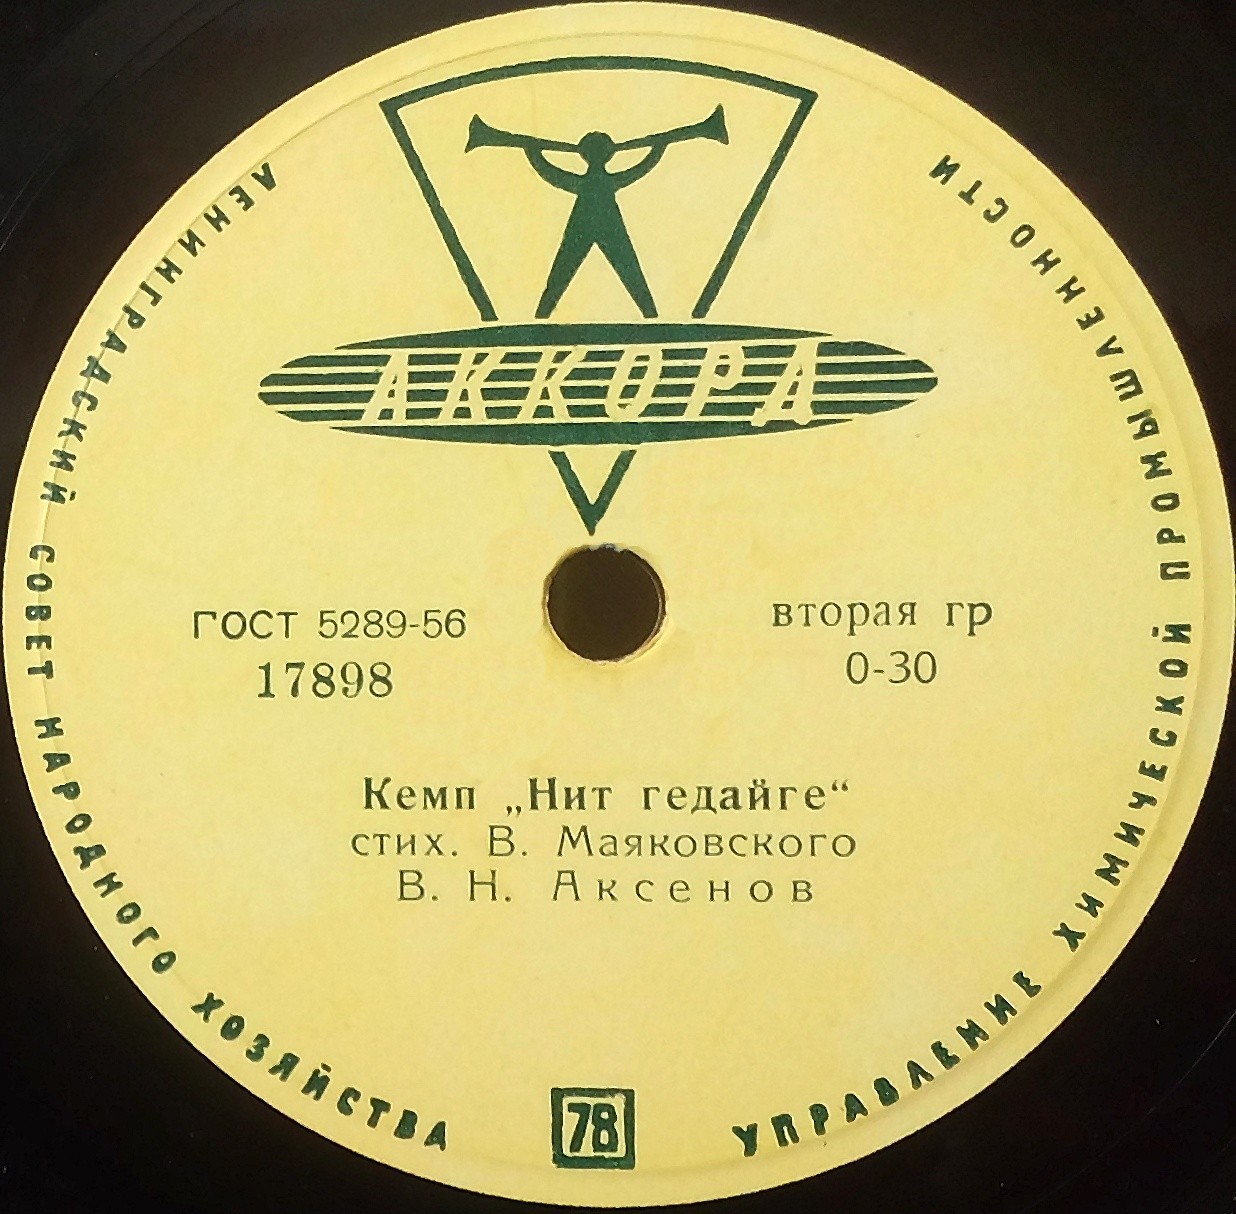 АККОРД
ЛЕНИНГРАДСКИЙ СОВЕТ НАРОДНОГО ХОЗЯЙСТВА
УПРАВЛЕНИЕ ХИМИЧЕСКОЙ ПРОМЫШЛЕННОСТИ
ГОСТ 5289-56
17898
вторая гр
0-30
Кемп „Нит гедайге“
стих. В. Маяковского
В. Н. Аксенов
78